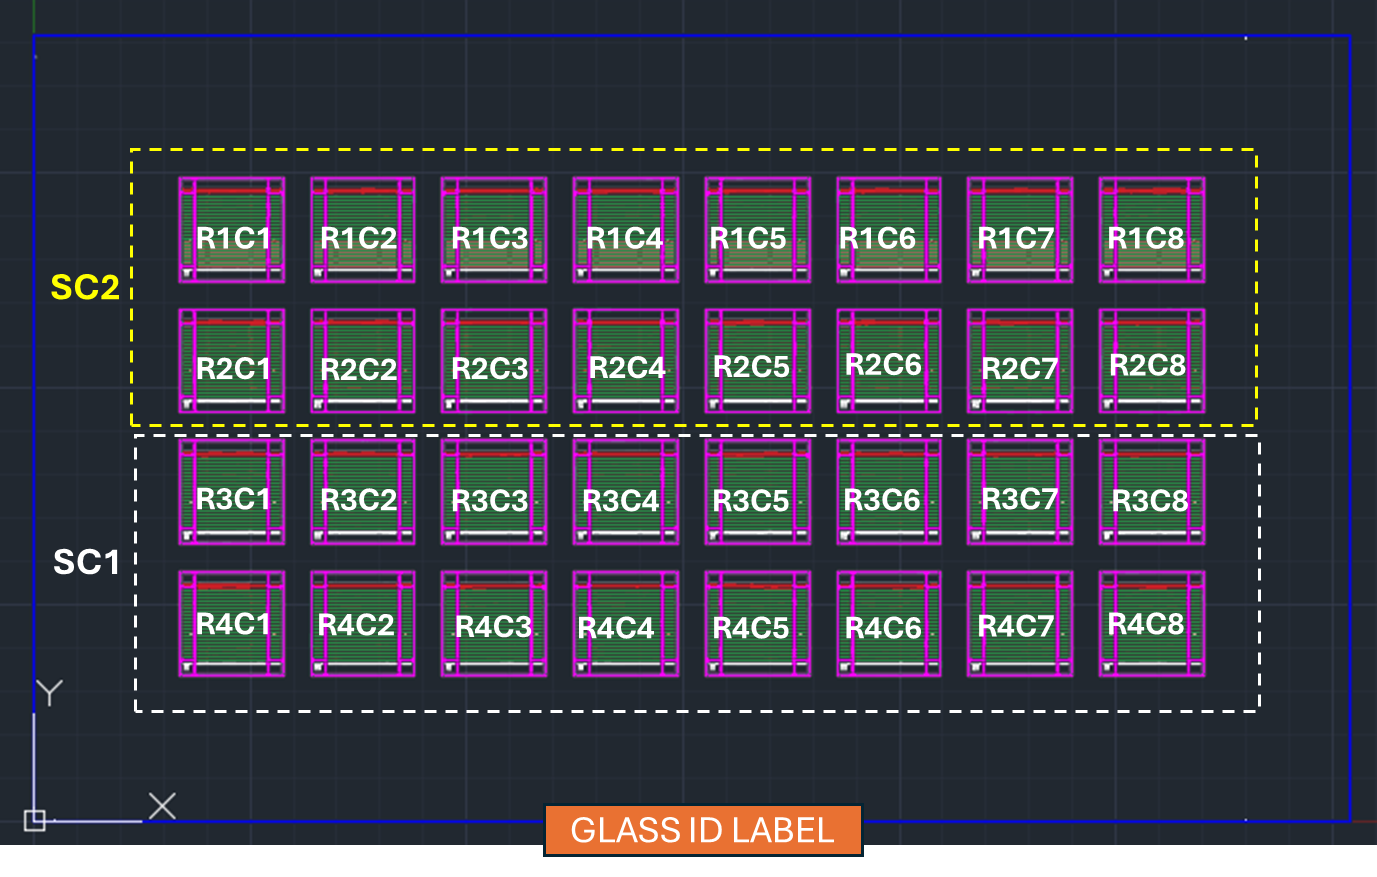 R1C1 R1C2 R1C3 R1C4 R1C5 R1C6 R1C7 R1C8
SC2
R2C1 R2C2 R2C3 R2C4 R2C5 R2C6 R2C7 R2C8
R3C1 R3C2 R3C3 R3C4 R3C5 R3C6 R3C7 R3C8
SC1
R4C1 R4C2 R4C3 R4C4 R4C5 R4C6 R4C7 R4C8
Y
X
GLASS ID LABEL